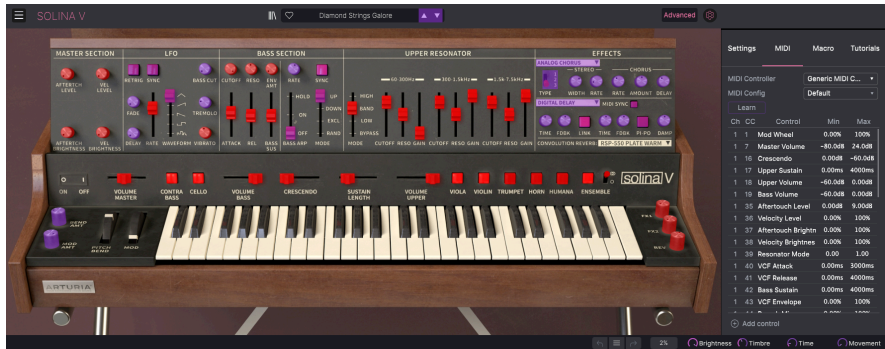 SOLINA V
Diamond Strings Galore
Advanced
MASTER SECTION
LFO
BASS SECTION
UPPER RESONATOR
EFFECTS
AFTERTCH LEVEL
VEL LEVEL
AFTERTCH BRIGHTNESS
VEL BRIGHTNESS
RETRIG SYNC
BASS CUT
FADE
TREMOLO
DELAY RATE WAVEFORM VIBRATO
CUTOFF RESO ENV AMT
RATE SYNC
HOLD
ON
OFF
UP
DOWN
EXCL
RAND
ATTACK REL BASS SUS BASS ARP MODE
HIGH
BAND
LOW
BYPASS
MODE
60-300Hz
300-1.5kHz
1.5k-7.5kHz
CUTOFF RESO GAIN CUTOFF RESO GAIN CUTOFF RESO GAIN
ANALOG CHORUS
STEREO
CHORUS
TYPE WIDTH RATE RATE AMOUNT DELAY
DIGITAL DELAY
MIDI SYNC
TIME FDBK LINK TIME FDBK PI-PO DAMP
CONVOLUTION REVERB: RSP-550 PLATE WARM
ON OFF
VOLUME MASTER
CONTRA BASS
CELLO
VOLUME BASS
CRESCENDO
SUSTAIN LENGTH
VOLUME UPPER
VIOLA
VIOLIN
TRUMPET
HORN
HUMANA
ENSEMBLE
solina V
BEND AMT
MOD AMT
PITCH BEND
MOD
FX1
FX2
REV
ARTURIA
Settings MIDI Macro Tutorials
MIDI Controller Generic MIDI C...
MIDI Config Default
Learn
Ch CC Control Min Max
1 1 Mod Wheel 0.00% 100%
1 7 Master Volume -80.0dB 24.0dB
1 16 Crescendo 0.00dB -60.0dB
1 17 Upper Sustain 0.00ms 4000ms
1 18 Upper Volume -60.0dB 0.00dB
1 19 Bass Volume -60.0dB 0.00dB
1 35 Aftertouch Level 0.00dB 9.00dB
1 36 Velocity Level 0.00% 100%
1 37 Aftertouch Brightn 0.00% 100%
1 38 Velocity Brightnes 0.00% 100%
1 39 Resonator Mode 0.00 1.00
1 40 VCF Attack 0.00ms 3000ms
1 41 VCF Release 0.00ms 4000ms
1 42 Bass Sustain 0.00ms 4000ms
1 43 VCF Envelope 0.00% 100%
Add control
2% Brightness Timbre Time Movement